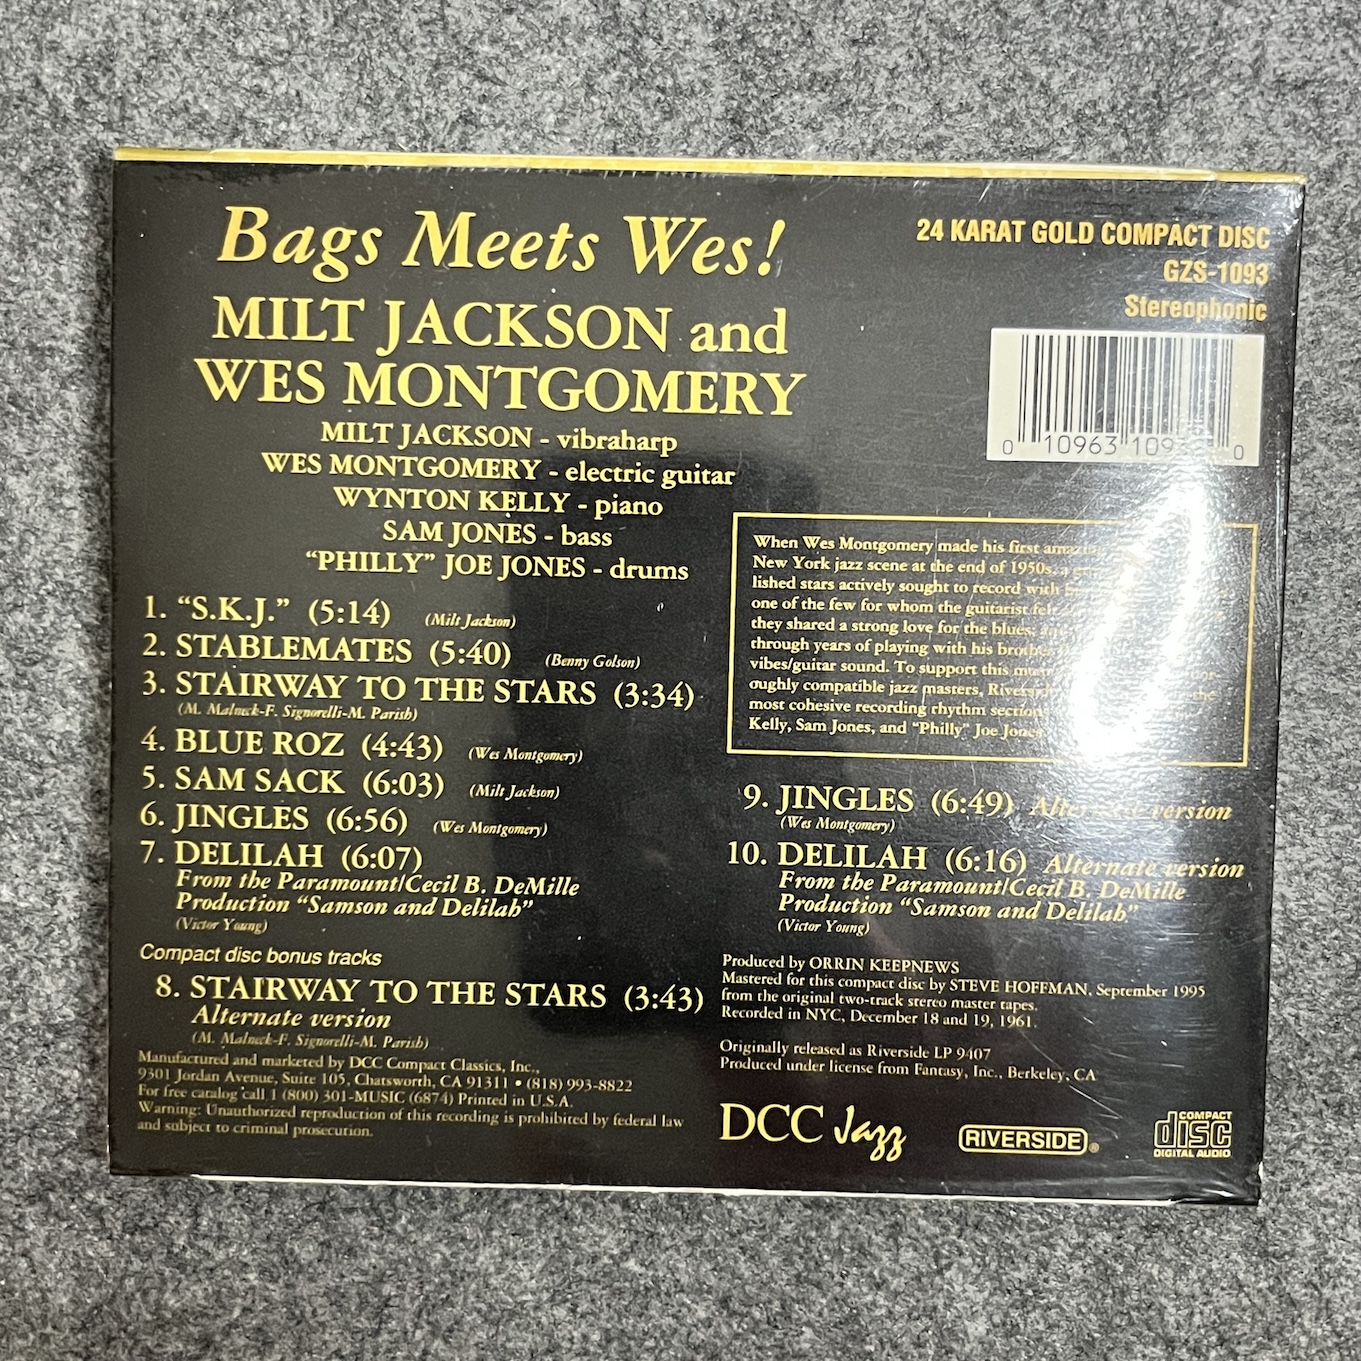 Bags Meets Wes!
MILT JACKSON and
WES MONTGOMERY
MILT JACKSON - vibraharp
WES MONTGOMERY - electric guitar
WYNTON KELLY - piano
SAM JONES - bass
"PHILLY" JOE JONES - drums
1. "S.K.J." (5:14) (Milt Jackson)
2. STABLEMATES (5:40) (Benny Golson)
3. STAIRWAY TO THE STARS (3:34)
(M. Malneck-F. Signorelli-M. Parish)
4. BLUE ROZ (4:43) (Wes Montgomery)
5. SAM SACK (6:03) (Milt Jackson)
6. JINGLES (6:56) (Wes Montgomery)
7. DELILAH (6:07)
From the Paramount/Cecil B. DeMille
Production "Samson and Delilah"
(Victor Young)
Compact disc bonus tracks
8. STAIRWAY TO THE STARS (3:43)
Alternate version
(M. Malneck-F. Signorelli-M. Parish)
Manufactured and marketed by DCC Compact Classics, Inc.,
9301 Jordan Avenue, Suite 105, Chatsworth, CA 91311 • (818) 993-8822
For free catalog call 1 (800) 301-MUSIC (6874) Printed in U.S.A.
Warning: Unauthorized reproduction of this recording is prohibited by federal law
and subject to criminal prosecution.
24 KARAT GOLD COMPACT DISC
GZS-1093
Stereophonic
0 10963 109 0
When Wes Montgomery made his first
New York jazz scene at the end of 1950s, a
lished stars actively sought to record with
one of the few for whom the guitarist felt
they shared a strong love for the blues;
through years of playing with his
vibes/guitar sound. To support this
oughly compatible jazz masters, the
most cohesive recording rhythm
Kelly, Sam Jones, and "Philly" Joe
9. JINGLES (6:49) Alternate version
(Wes Montgomery)
10. DELILAH (6:16) Alternate version
From the Paramount/Cecil B. DeMille
Production "Samson and Delilah"
(Victor Young)
Produced by ORRIN KEEPNEWS
Mastered for this compact disc by STEVE HOFFMAN, September 1995
from the original two-track stereo master tapes.
Recorded in NYC, December 18 and 19, 1961.
Originally released as Riverside LP 9407
Produced under license from Fantasy, Inc., Berkeley, CA
DCC Jazz
RIVERSIDE®
COMPACT
disc
DIGITAL AUDIO